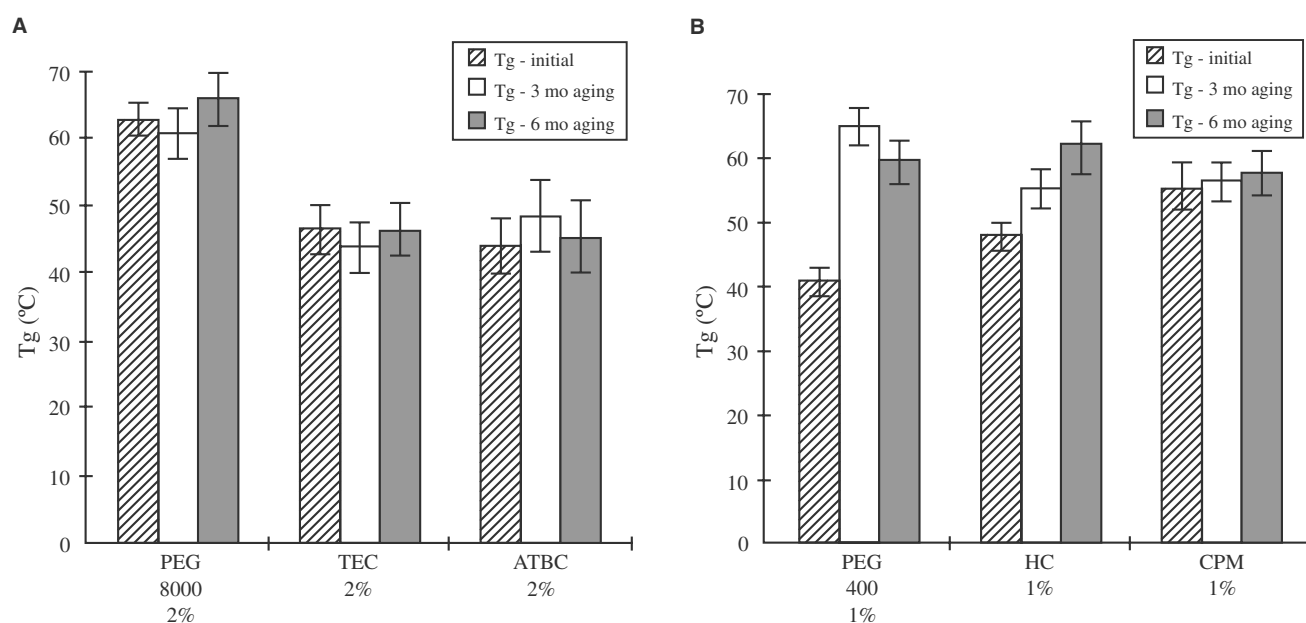 A
Tg - initial
Tg - 3 mo aging
Tg - 6 mo aging
70
60
50
40
30
20
10
0
Tg (ºC)
PEG
8000
2%
TEC
2%
ATBC
2%
B
Tg - initial
Tg - 3 mo aging
Tg - 6 mo aging
70
60
50
40
30
20
10
0
Tg (ºC)
PEG
400
1%
HC
1%
CPM
1%